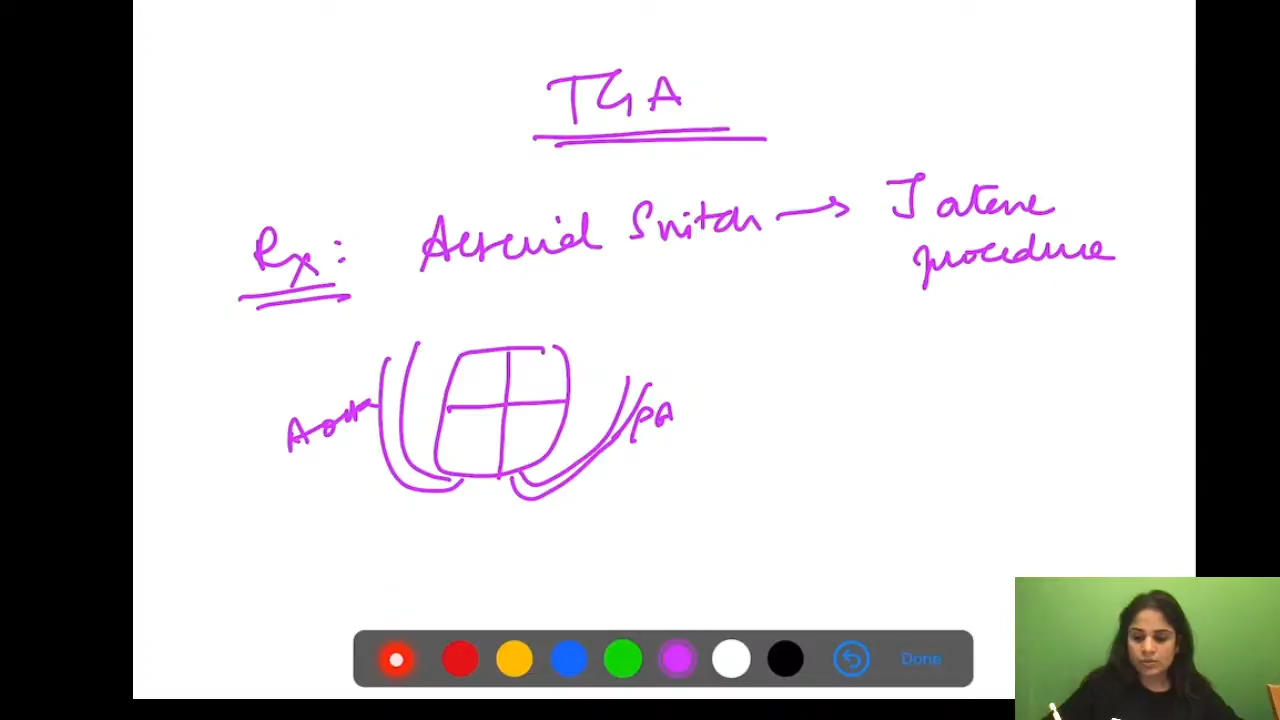 TGA
Rx: Arterial Switch → Jatene
procedure
Aorta
PA
Done